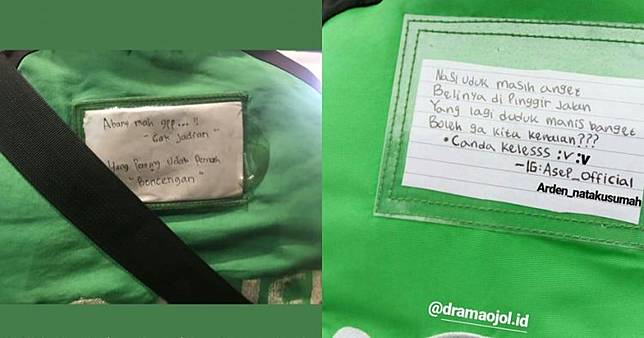 Abang mah gpp...!!
"Gak Jadian"
Yang Penting Udah Pernah
"Boncengan"
Nasi uduk masih anget
Belinya di Pinggir Jalan
Yang lagi duduk manis banget
Boleh ga kita kenalan???
• Canda Kelesss :v :v
-IG: Asep_Official
Arden_natakusumah
@dramaojol.id